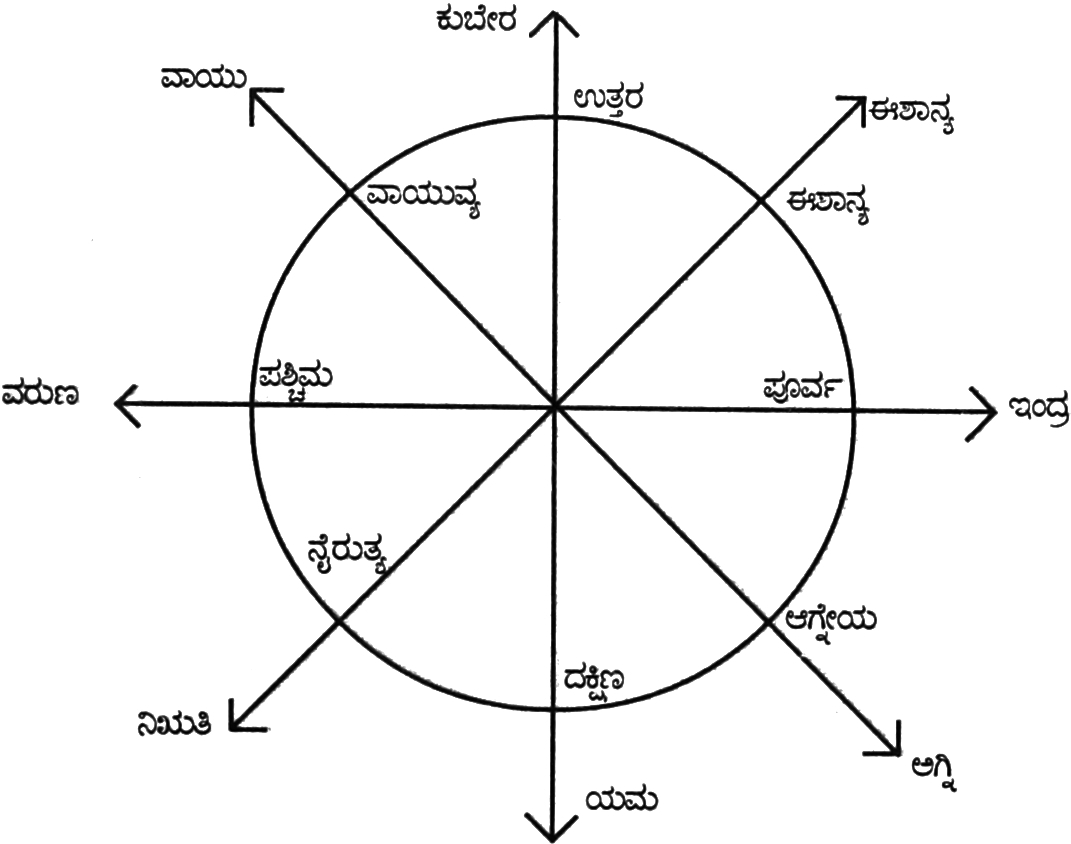 ಕುಬೇರ
ವಾಯು
ಉತ್ತರ
ಈಶಾನ್ಯ
ವಾಯುವ್ಯ
ಈಶಾನ್ಯ
ಪಶ್ಚಿಮ
ಪೂರ್ವ
ವರುಣ
ಇಂದ್ರ
ನೈರುತ್ಯ
ಆಗ್ನೇಯ
ದಕ್ಷಿಣ
ನಿಋತಿ
ಅಗ್ನಿ
ಯಮ